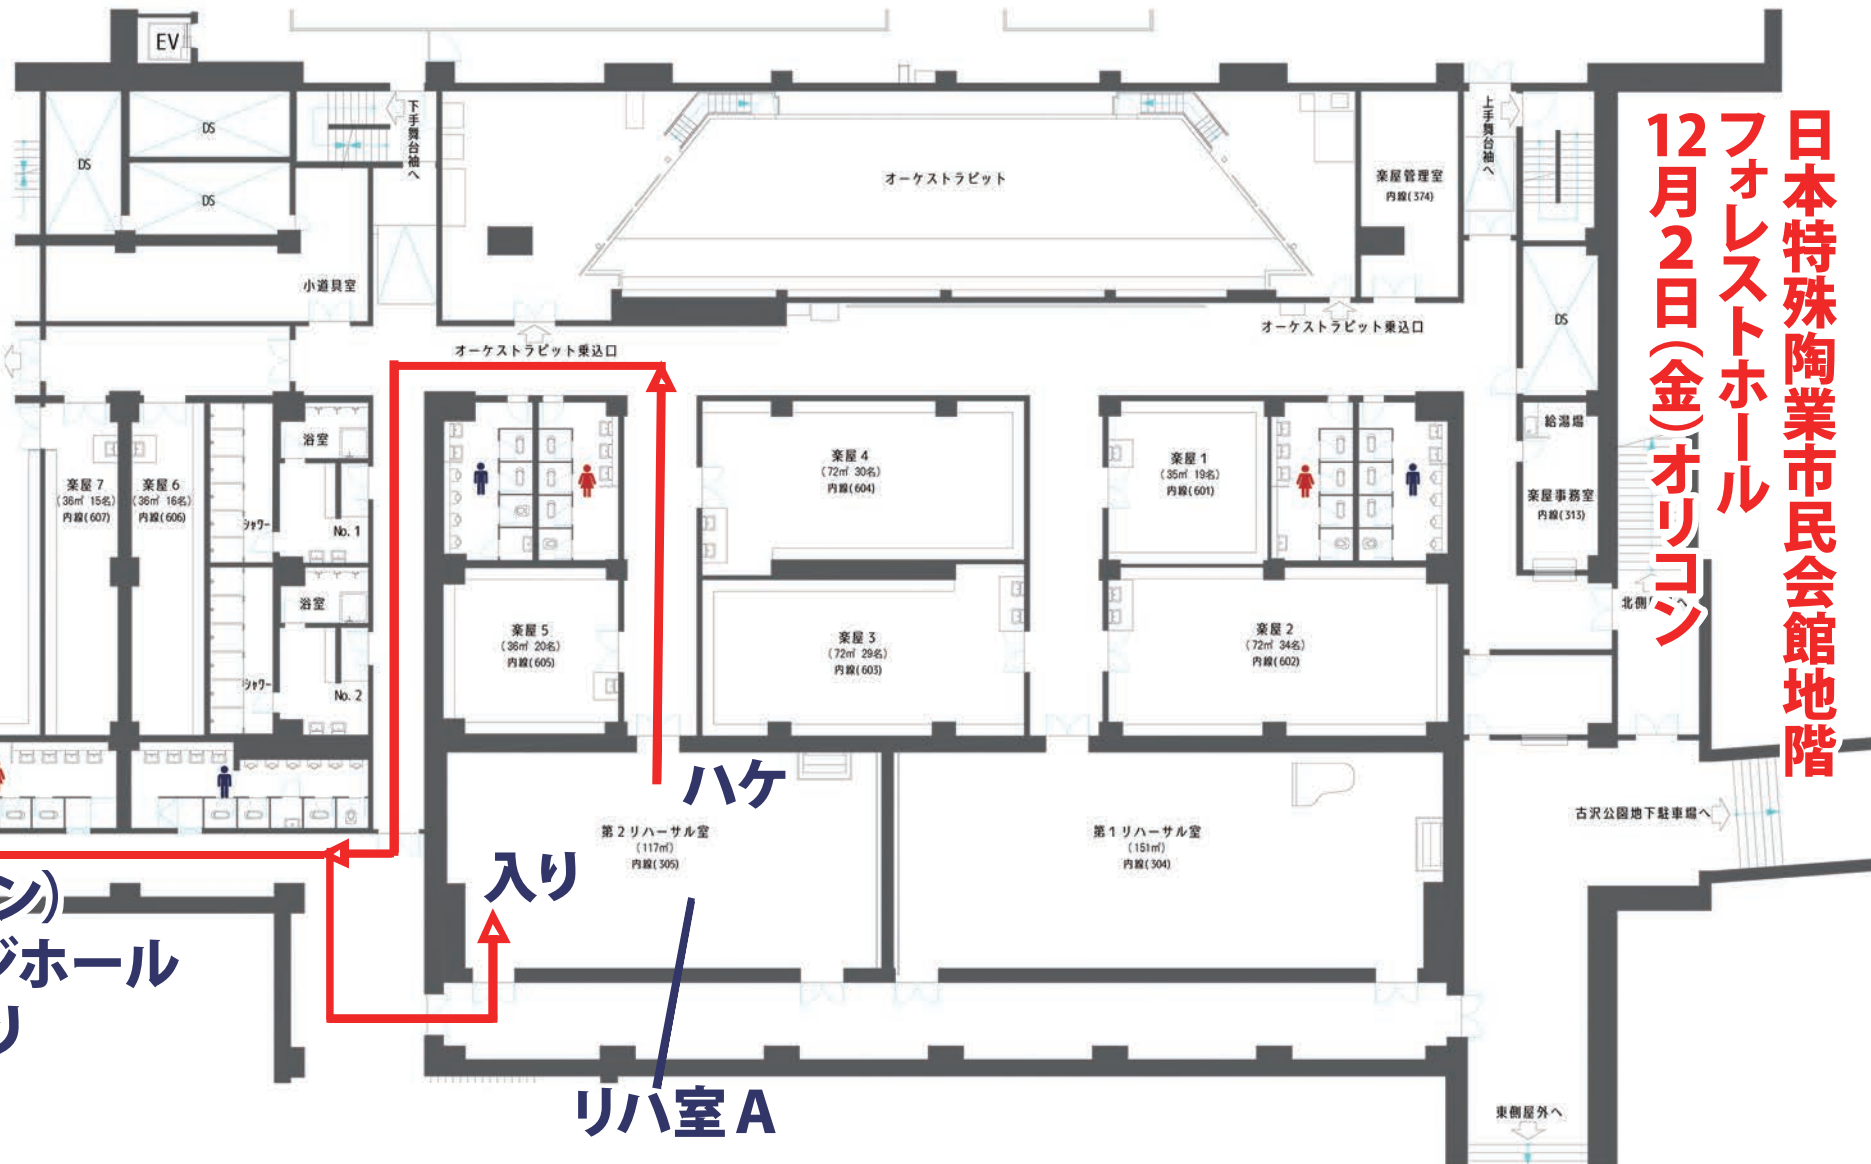 日本特殊陶業市民会館地階
フォレストホール
12月2日(金)オリコン
EV
DS
DS
DS
下手舞台袖へ
オーケストラピット
楽屋管理室
内線(374)
上手舞台袖へ
小道具室
オーケストラピット乗込口
オーケストラピット乗込口
DS
給湯場
楽屋事務室
内線(313)
北側
へ
楽屋7
(36㎡ 15名)
内線(607)
楽屋6
(36㎡ 16名)
内線(606)
浴室
シャワー
No. 1
浴室
シャワー
No. 2
楽屋4
(72㎡ 30名)
内線(604)
楽屋1
(35㎡ 19名)
内線(601)
楽屋5
(36㎡ 20名)
内線(605)
楽屋3
(72㎡ 29名)
内線(603)
楽屋2
(72㎡ 34名)
内線(602)
ハケ
第2リハーサル室
(117㎡)
内線(305)
第1リハーサル室
(151㎡)
内線(304)
古沢公園地下駐車場へ
入り
ン)
ジホール
リ
リハ室A
東側屋外へ